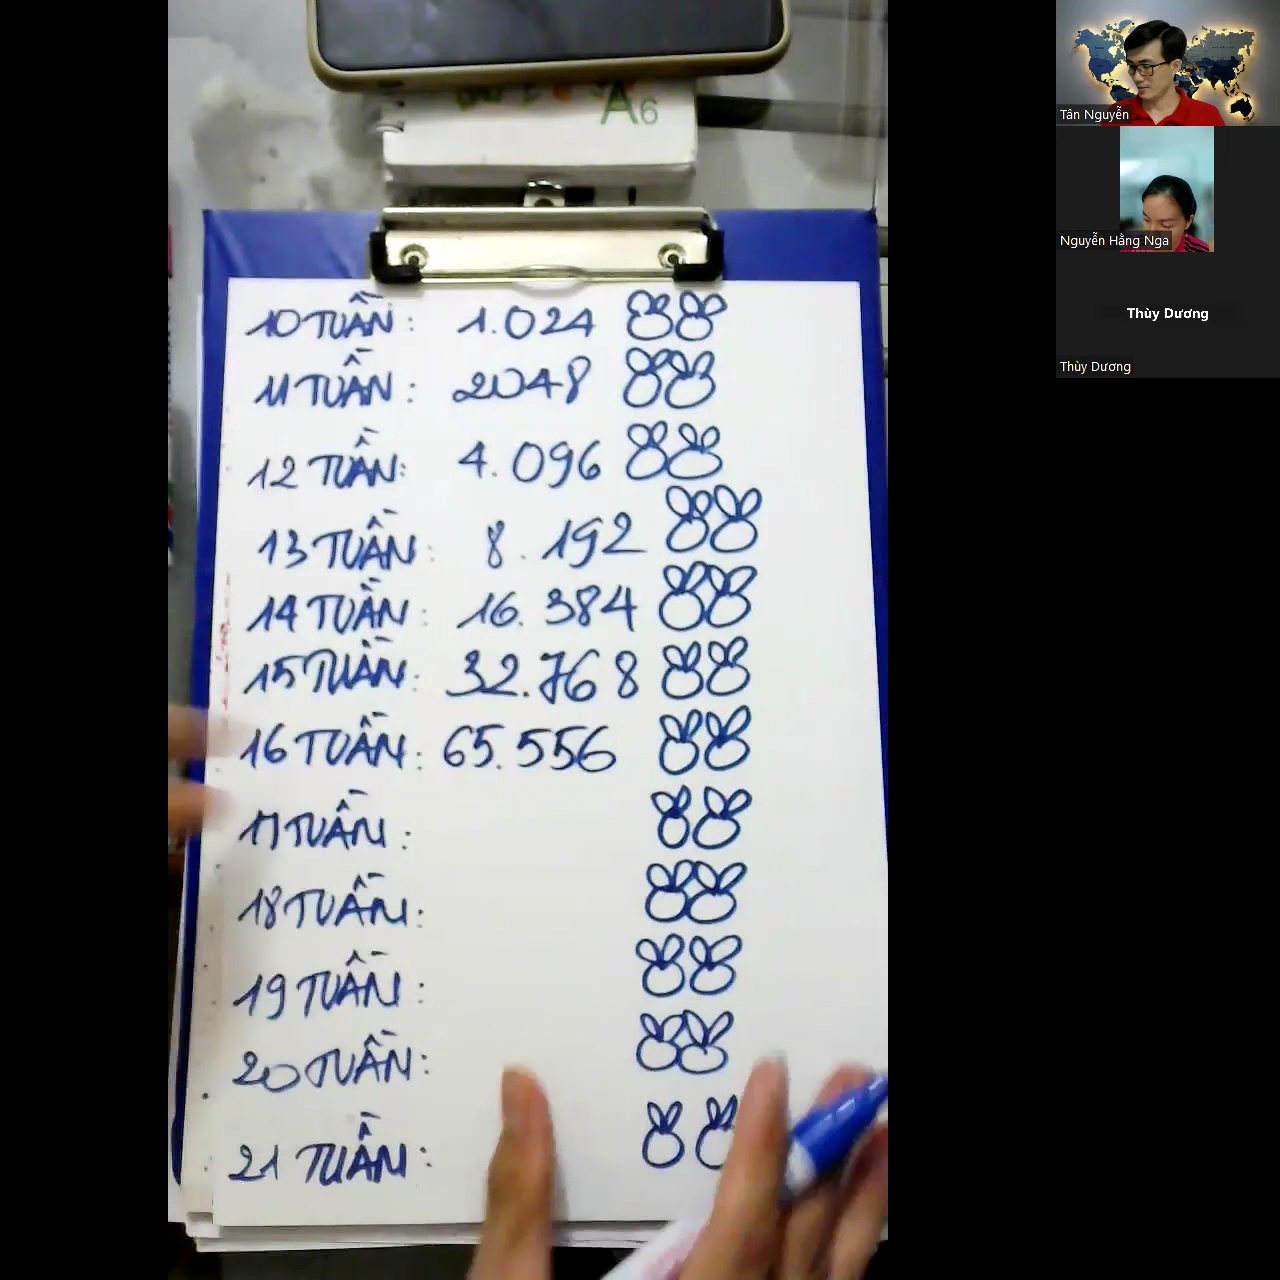 A6
10 TUẦN: 1.024
11 TUẦN: 2048
12 TUẦN: 4.096
13 TUẦN: 8.192
14 TUẦN: 16.384
15 TUẦN: 32.768
16 TUẦN: 65.556
17 TUẦN:
18 TUẦN:
19 TUẦN:
20 TUẦN:
21 TUẦN:
Tân Nguyễn
Nguyễn Hằng Nga
Thùy Dương
Thùy Dương